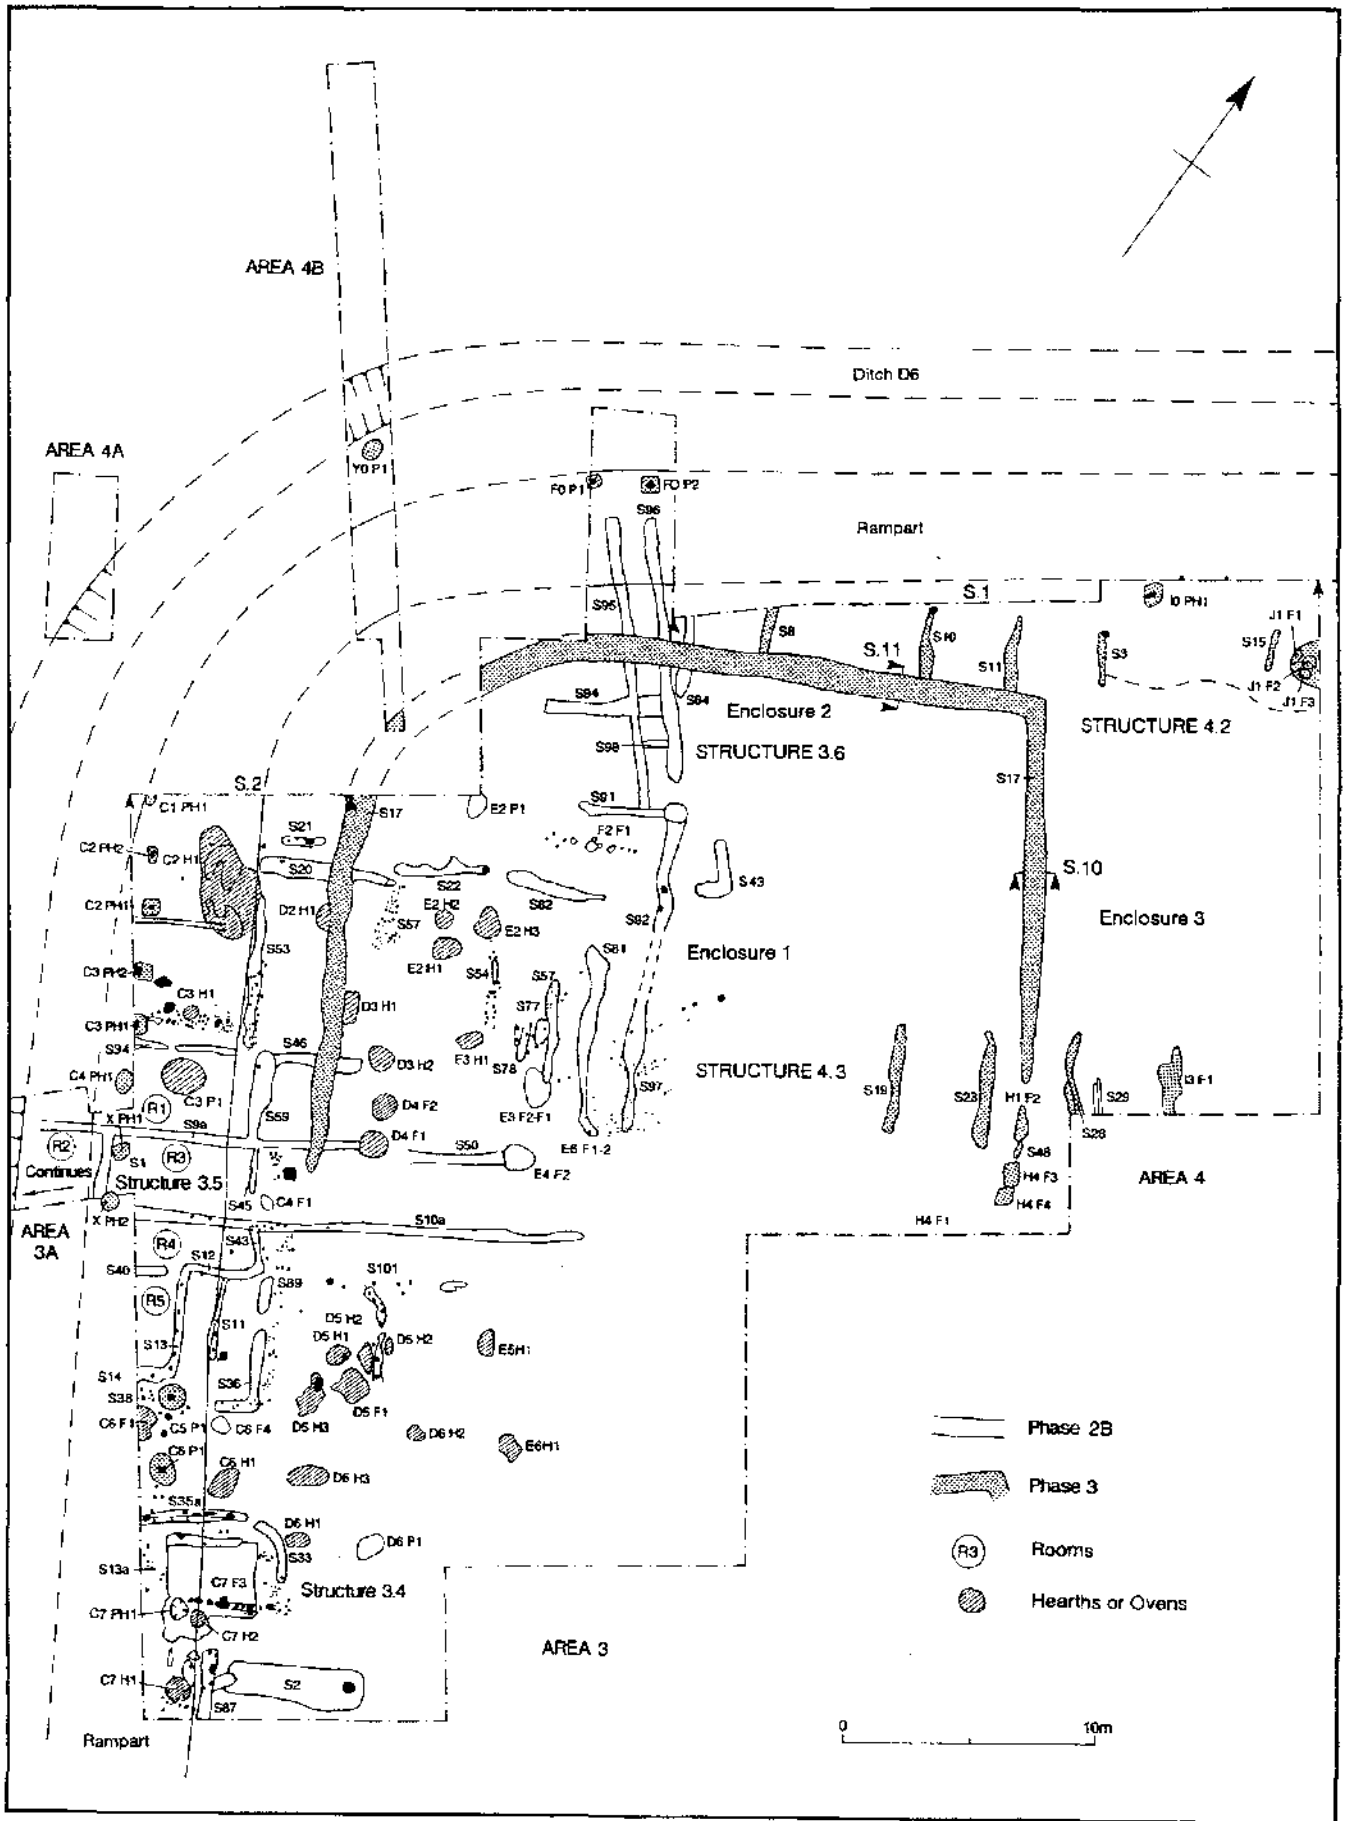 AREA 4B
Ditch D6
AREA 4A
Y0 P1
F0 P1
F0 P2
S96
Rampart
S95
S.1
I0 PH1
S8
S10
S.11
S11
S3
S15
J1 F1
J1 F2
J1 F3
S94
S84
Enclosure 2
STRUCTURE 4.2
S98
STRUCTURE 3.6
S17
S.2
C1 PH1
S17
E2 P1
S91
S21
F2 F1
C2 PH2
C2 H1
S20
S22
S82
S43
S.10
C2 PH1
D2 H1
S57
E2 H2
E2 H3
S92
Enclosure 3
S53
E2 H1
S81
Enclosure 1
C3 PH2
S54
S57
C3 H1
D3 H1
S77
C3 PH1
S94
S46
E3 H1
S78
D3 H2
S97
STRUCTURE 4.3
S19
S23
H1 F2
S29
I3 F1
C4 PH1
C3 P1
R1
S59
D4 F2
E3 F2-F1
X PH1
S9a
S28
R2
R3
D4 F1
S50
E6 F1-2
S48
Continues
S1
E4 F2
H4 F3
AREA 4
Structure 3.5
S45
C4 F1
H4 F4
X PH2
S10a
H4 F1
AREA
3A
R4
S43
S12
S40
S89
S101
R5
S11
D5 H2
D5 H1
D5 H2
E5H1
S13
S14
S36
S38
C6 F1
C5 P1
C6 F4
D5 H3
D5 F1
D6 H2
E6H1
Phase 2B
C6 P1
C6 H1
D6 H3
Phase 3
S35a
D6 H1
D6 P1
R3
Rooms
S33
S13a
C7 F3
Structure 3.4
Hearths or Ovens
C7 PH1
C7 H2
AREA 3
C7 H1
S2
S87
0
10m
Rampart